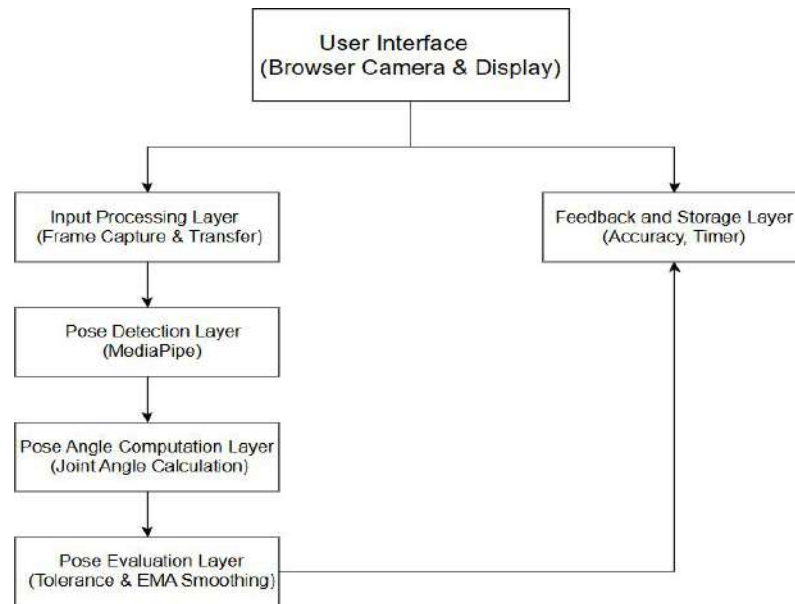 User Interface
(Browser Camera & Display)
Input Processing Layer
(Frame Capture & Transfer)
Feedback and Storage Layer
(Accuracy, Timer)
Pose Detection Layer
(MediaPipe)
Pose Angle Computation Layer
(Joint Angle Calculation)
Pose Evaluation Layer
(Tolerance & EMA Smoothing)